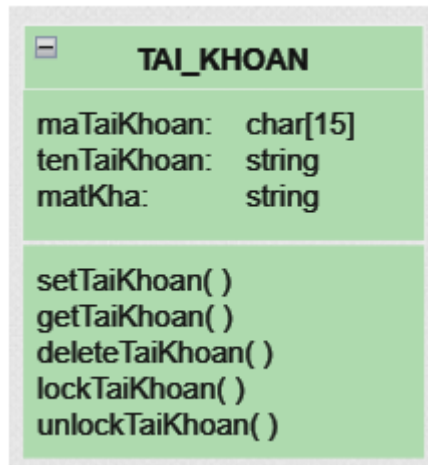 TAI_KHOAN
maTaiKhoan: char[15]
tenTaiKhoan: string
matKha: string
setTaiKhoan( )
getTaiKhoan( )
deleteTaiKhoan( )
lockTaiKhoan( )
unlockTaiKhoan( )